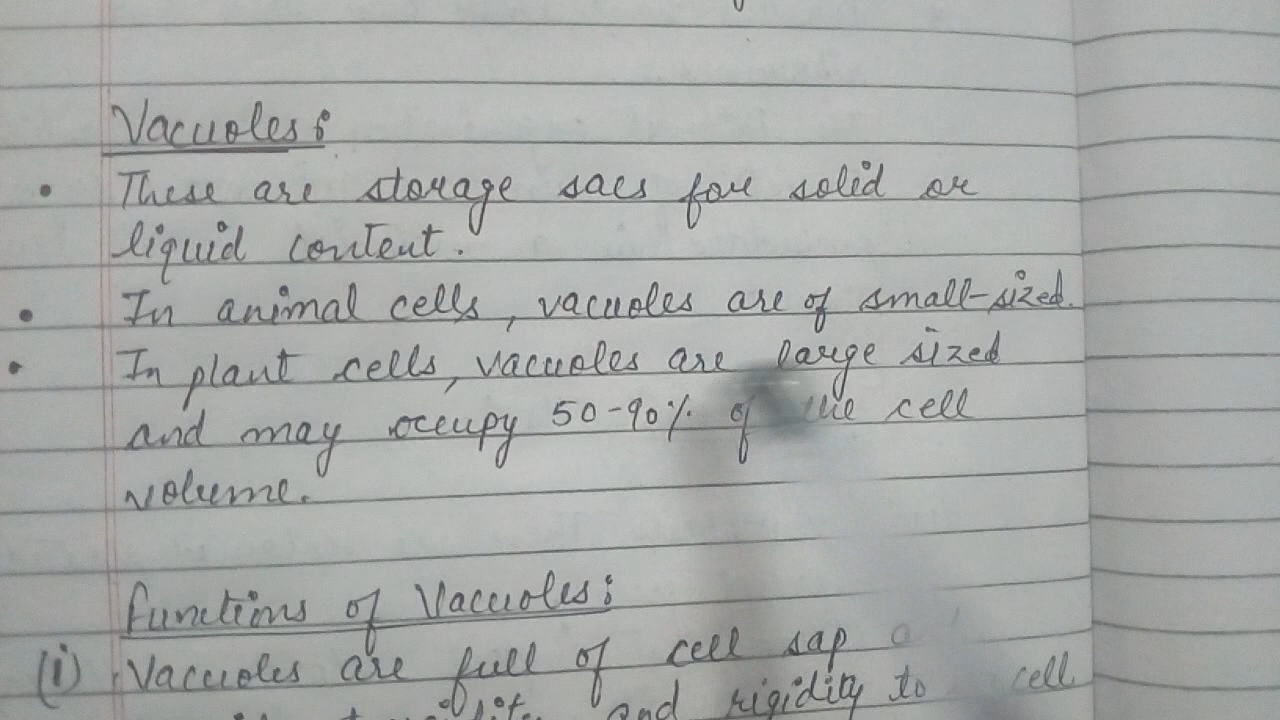 Vacuoles:
• These are storage sacs for solid or
liquid content.
• In animal cells, vacuoles are of small-sized.
• In plant cells, vacuoles are large sized
and may occupy 50-90% of the cell
volume.
Functions of Vacuoles:
(i) Vacuoles are full of cell sap
and rigidity to cell